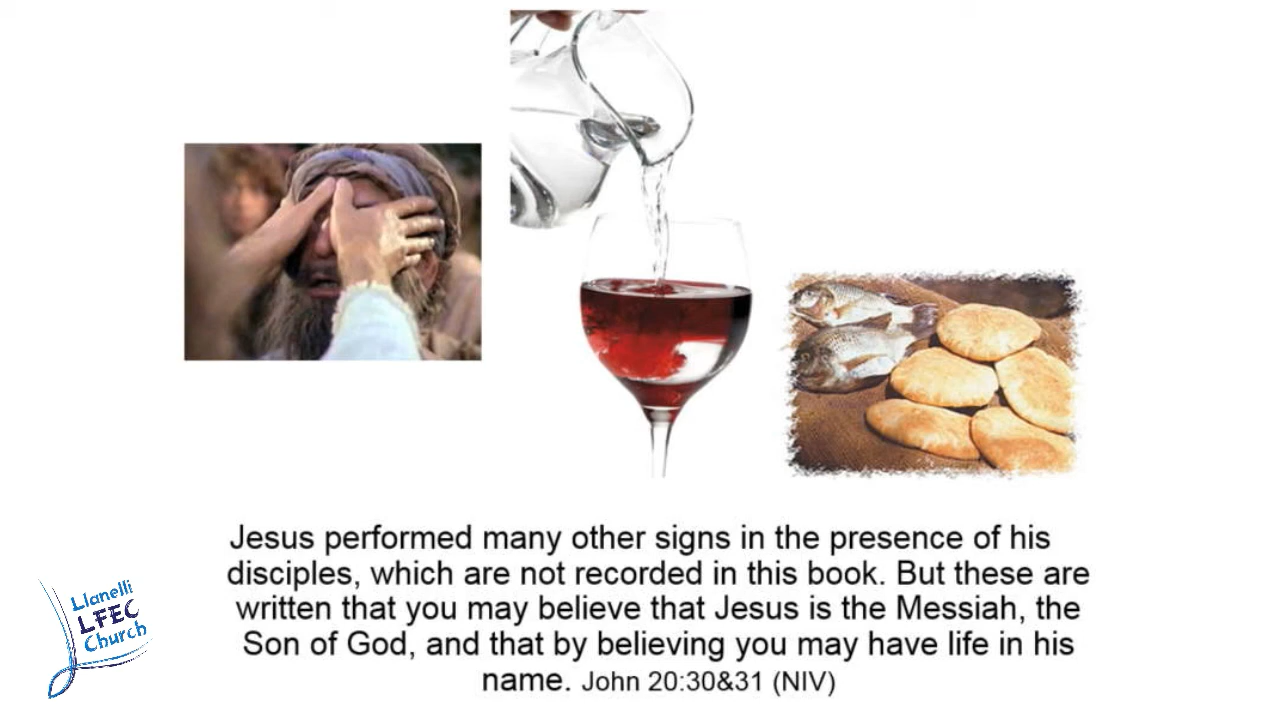 Jesus performed many other signs in the presence of his
disciples, which are not recorded in this book. But these are
written that you may believe that Jesus is the Messiah, the
Son of God, and that by believing you may have life in his
name. John 20:30&31 (NIV)
Llanelli
LFEC
Church